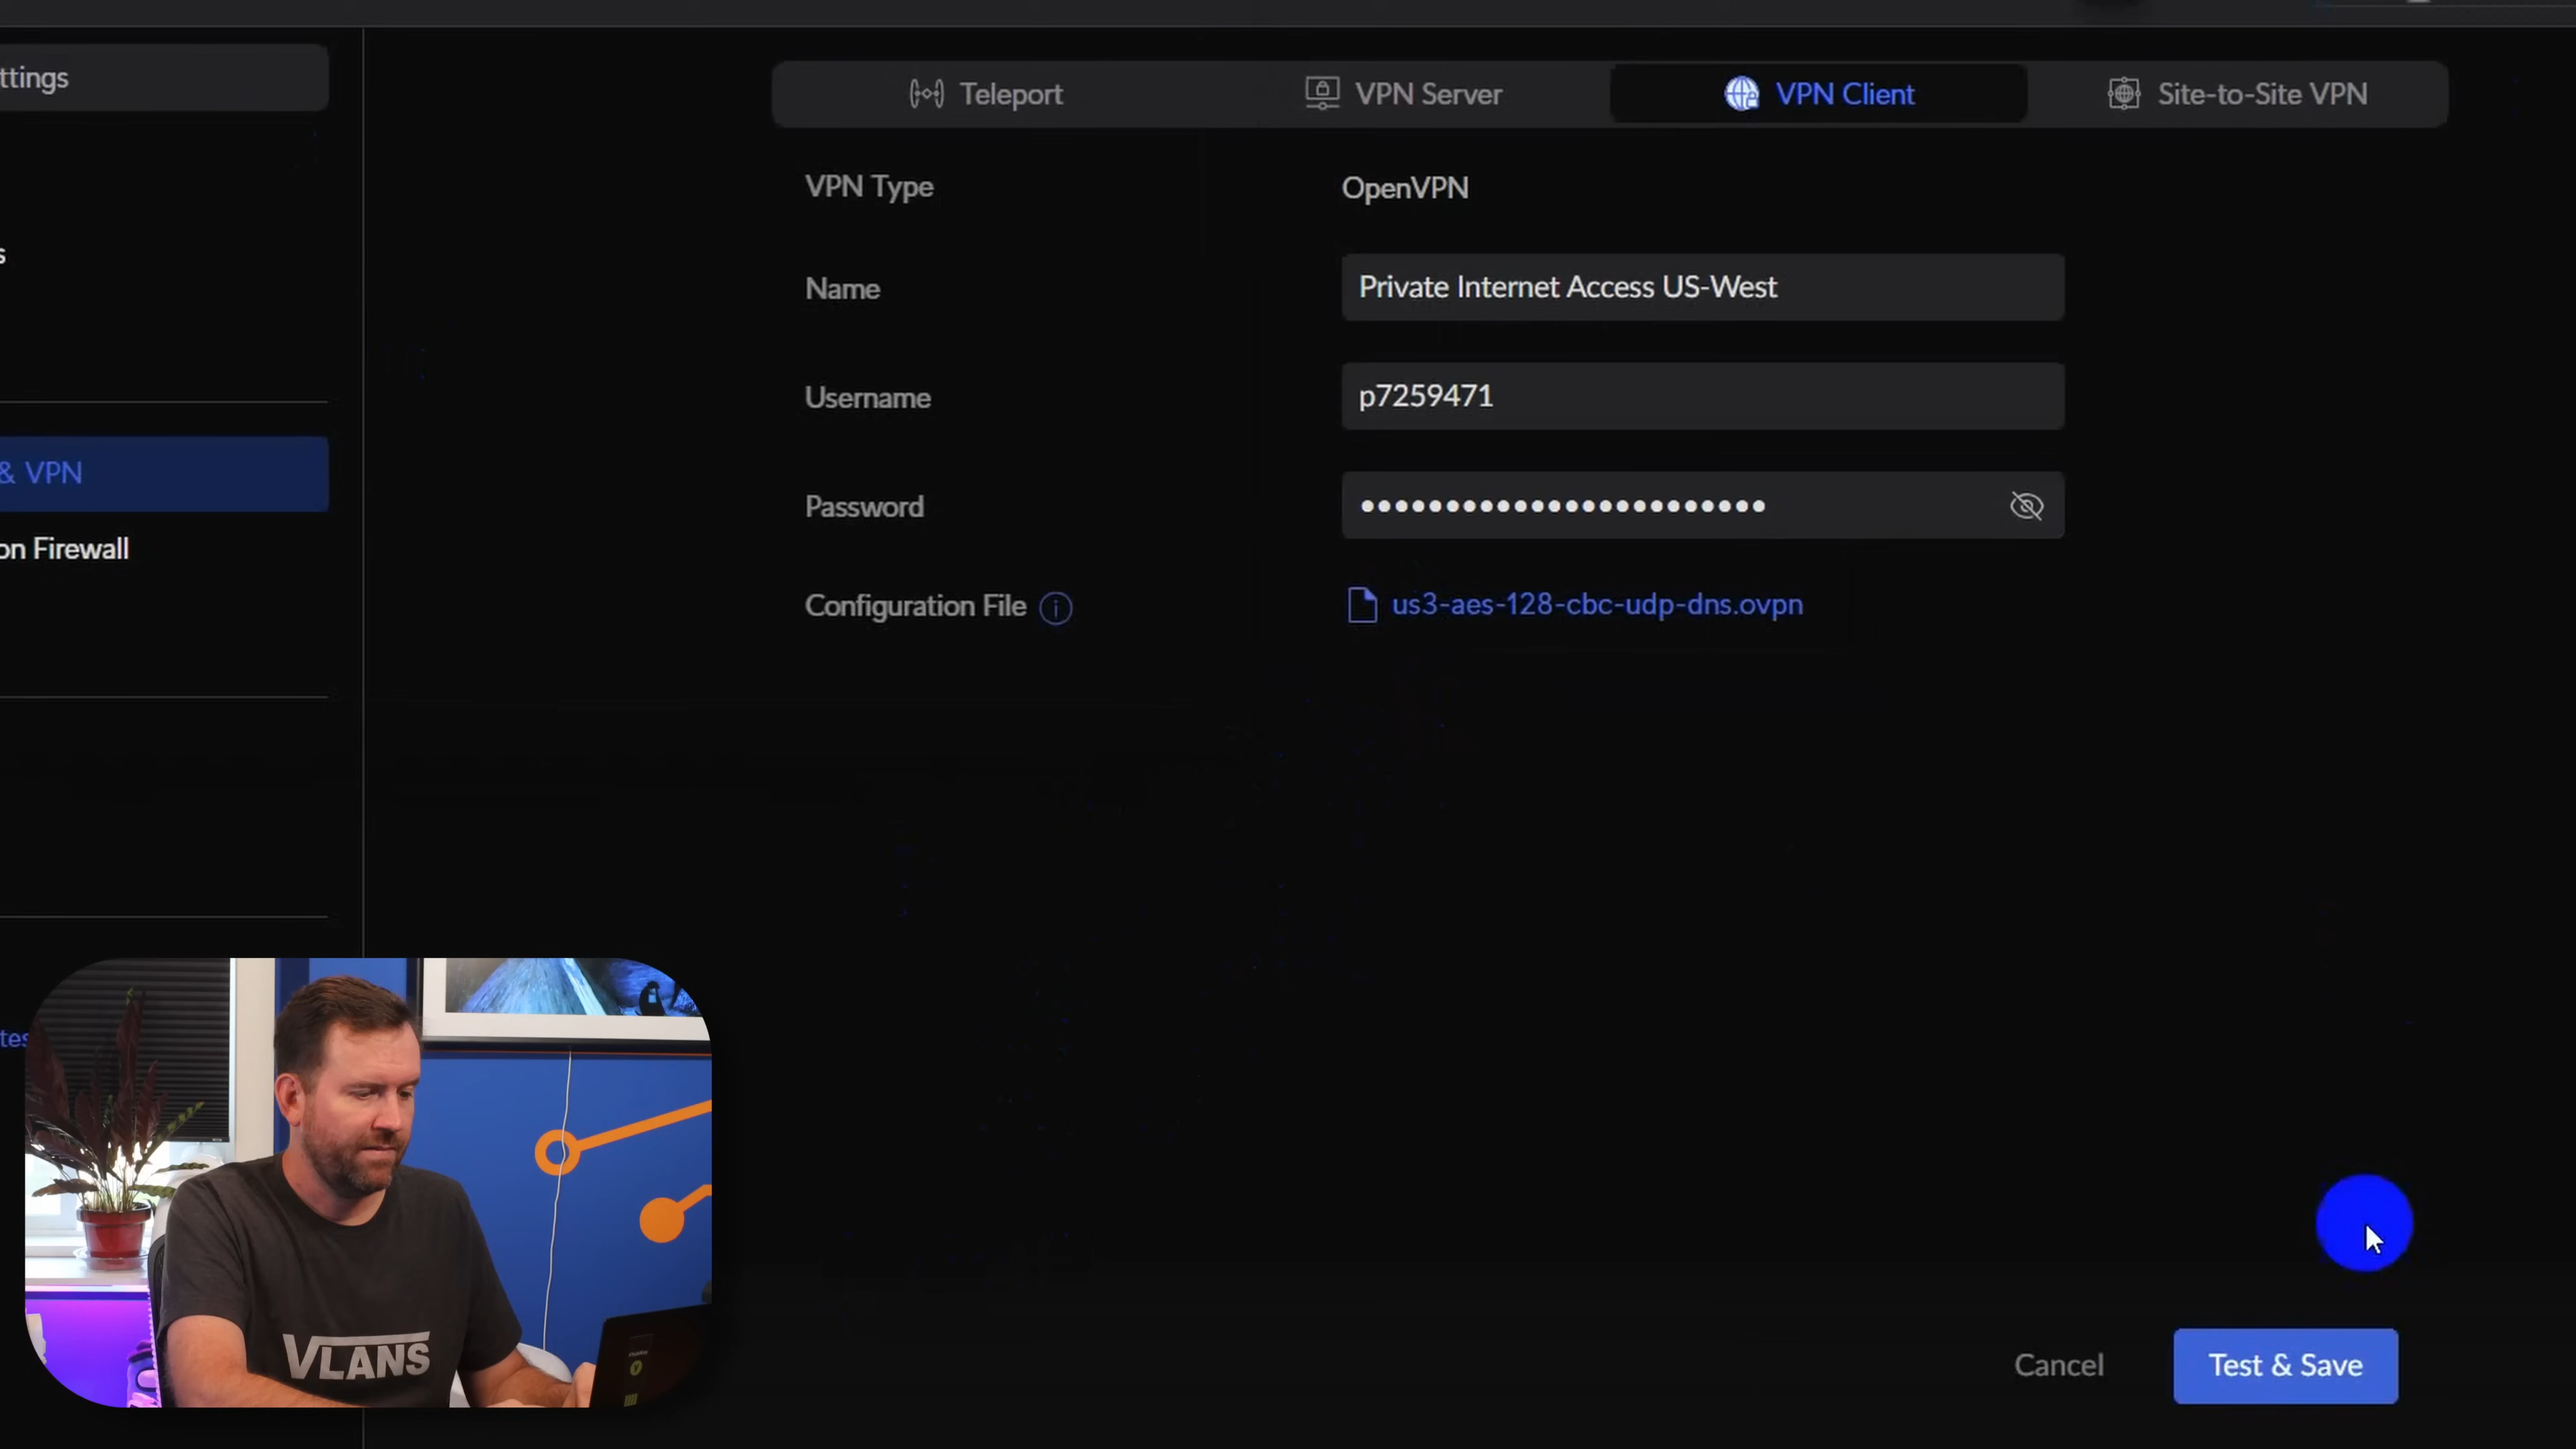 ttings
Teleport
VPN Server
VPN Client
Site-to-Site VPN
VPN Type
OpenVPN
s
Name
Private Internet Access US-West
Username
p7259471
& VPN
Password
on Firewall
Configuration File
us3-aes-128-cbc-udp-dns.ovpn
tes
VLANS
Cancel
Test & Save